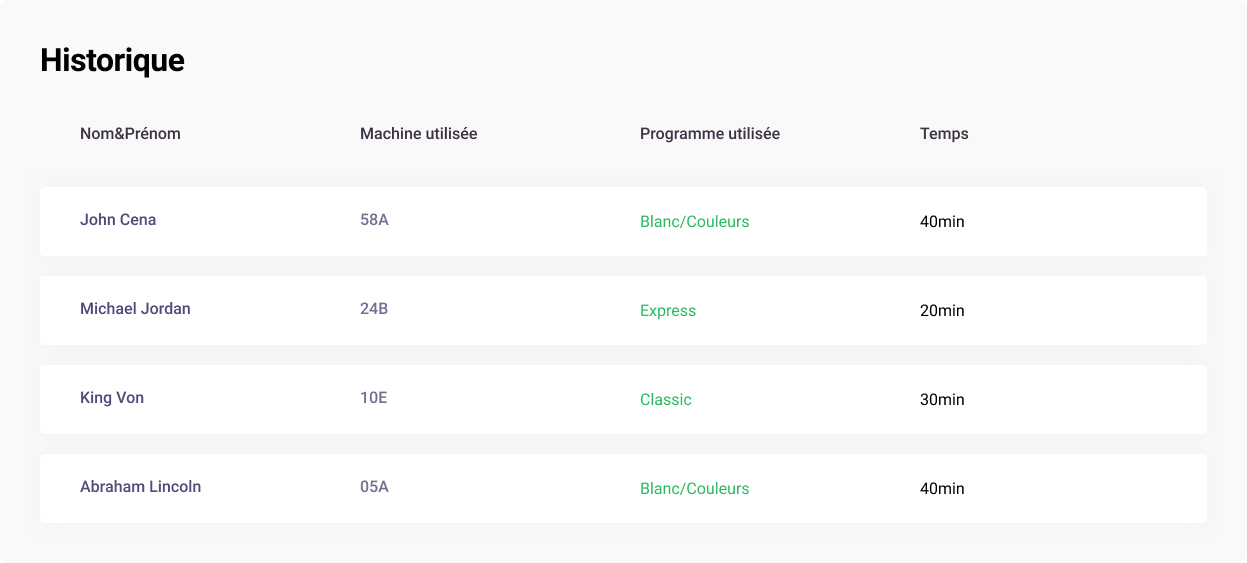 Historique
Nom&Prénom Machine utilisée Programme utilisée Temps
John Cena 58A Blanc/Couleurs 40min
Michael Jordan 24B Express 20min
King Von 10E Classic 30min
Abraham Lincoln 05A Blanc/Couleurs 40min